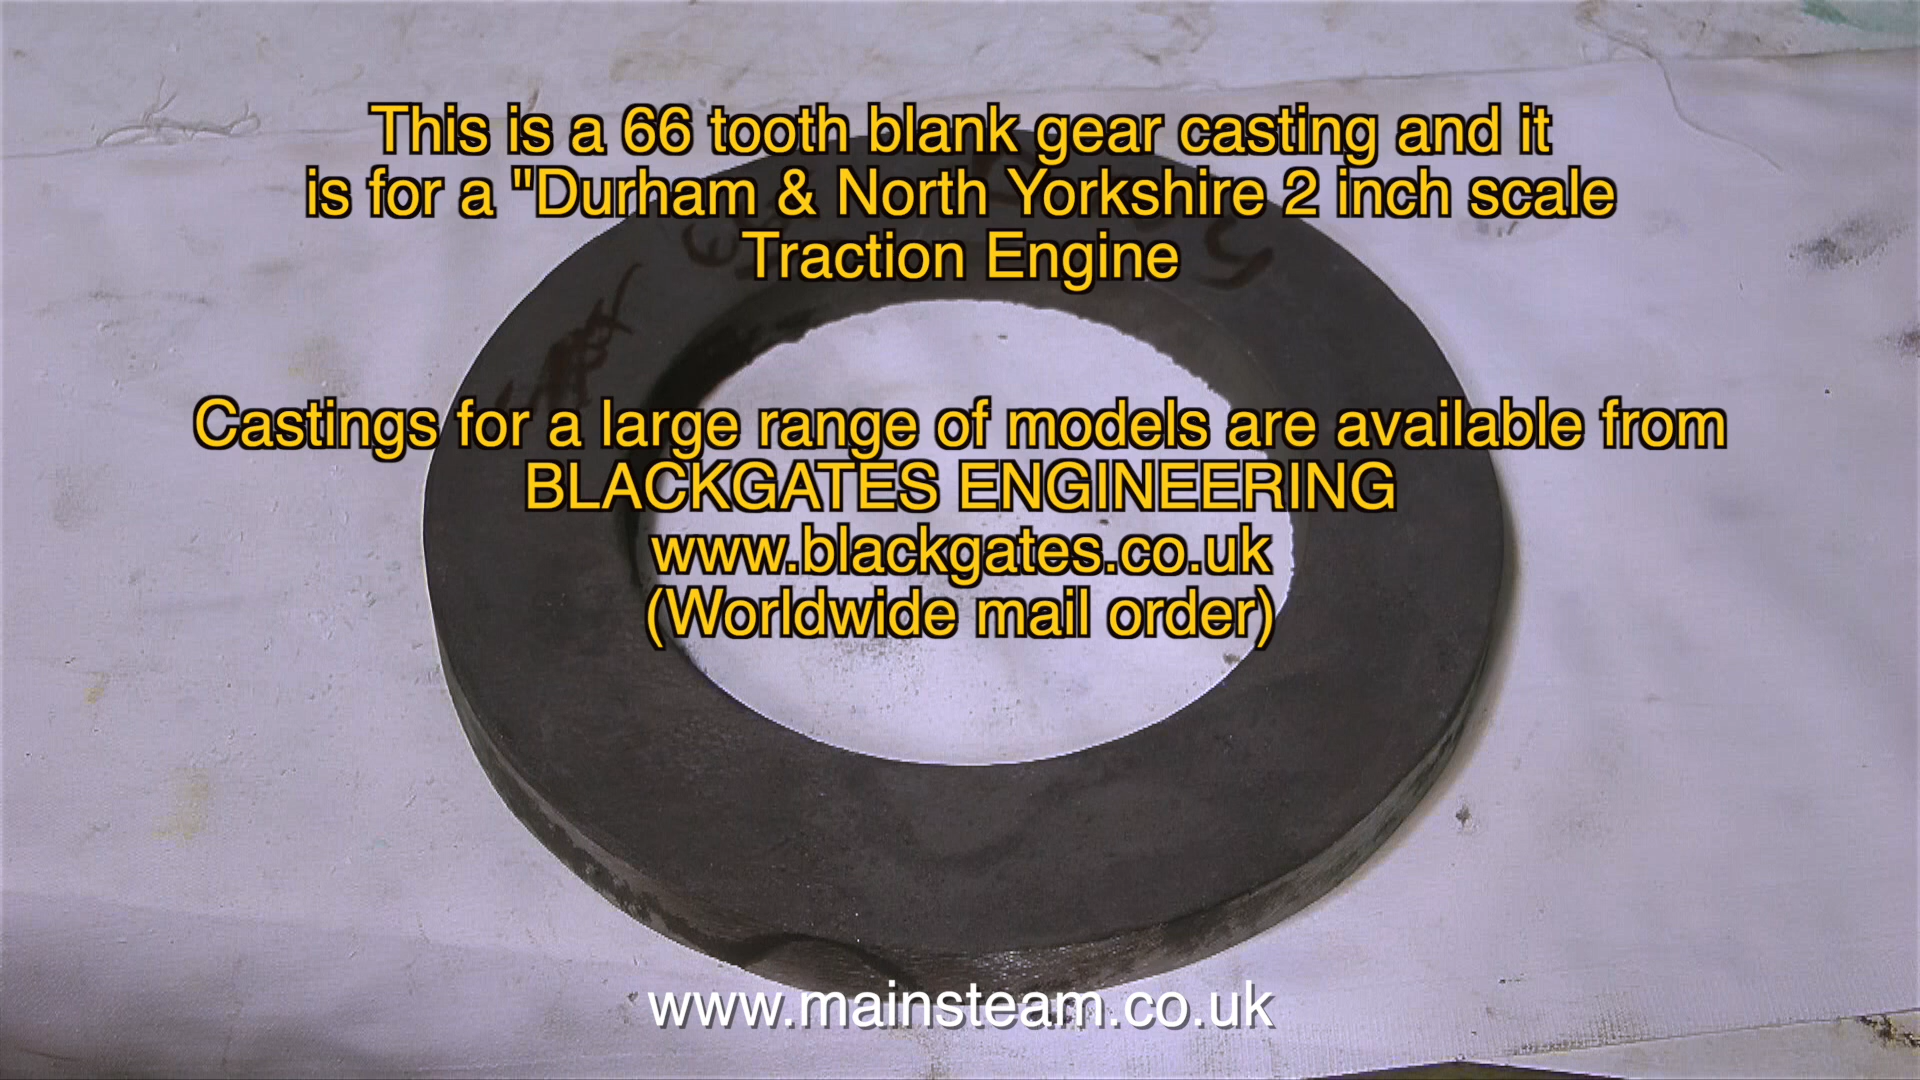 This is a 66 tooth blank gear casting and it
is for a "Durham & North Yorkshire 2 inch scale
Traction Engine
Castings for a large range of models are available from
BLACKGATES ENGINEERING
www.blackgates.co.uk
(Worldwide mail order)
www.mainsteam.co.uk